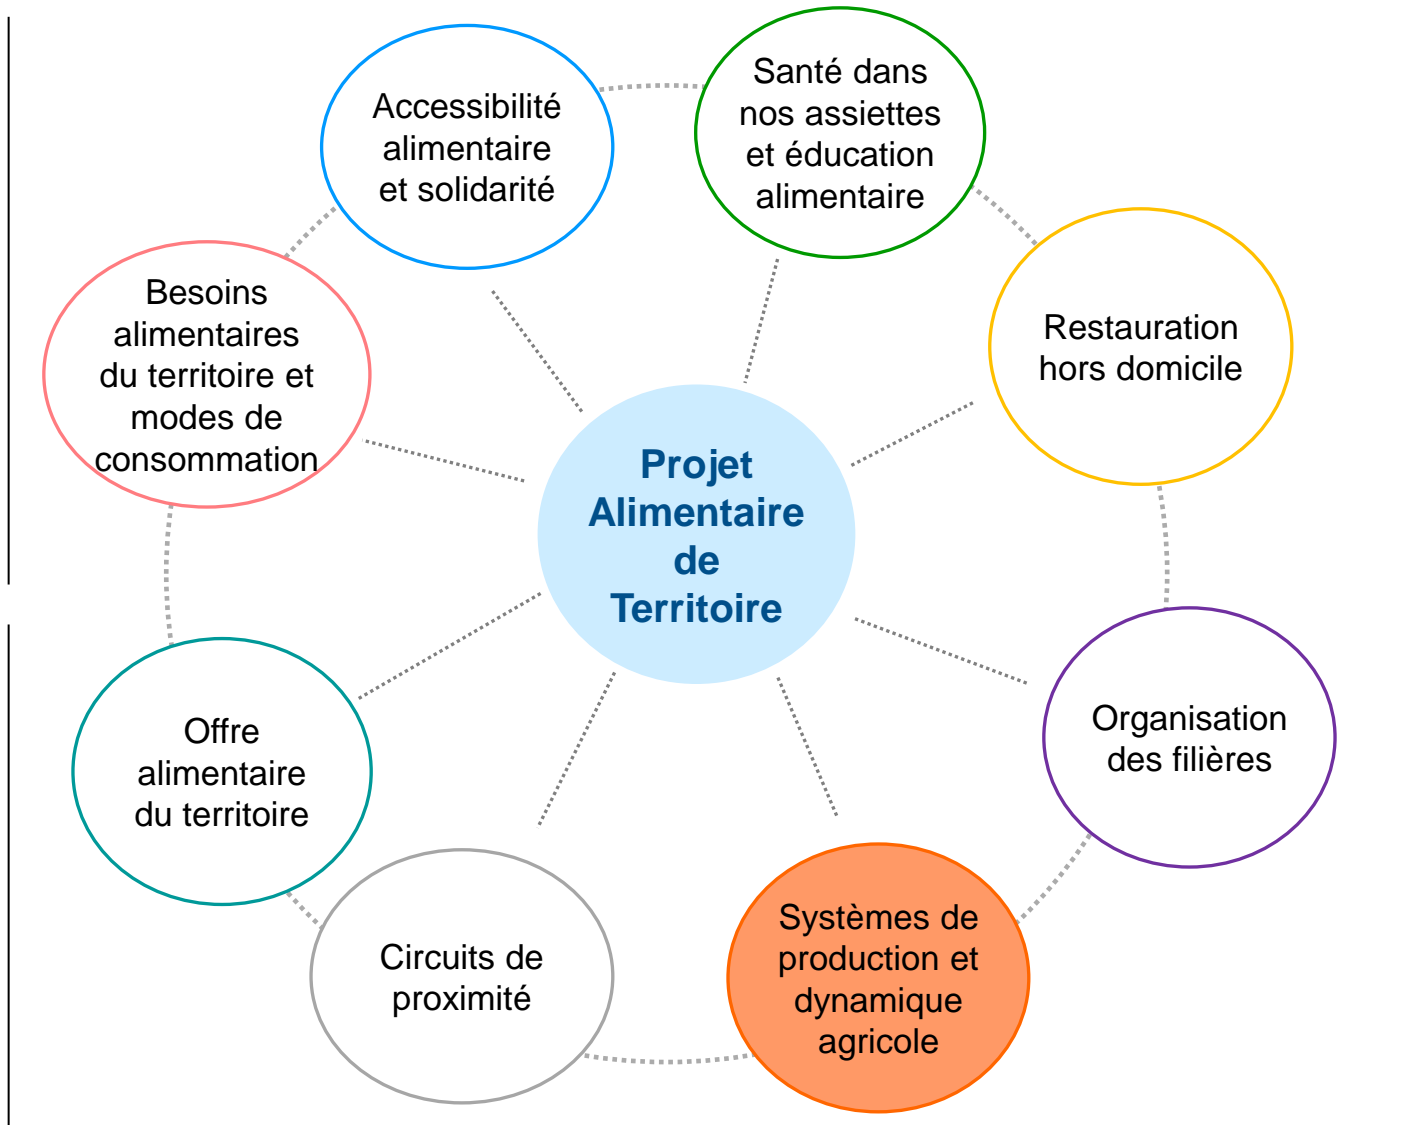 Accessibilité
alimentaire
et solidarité
Santé dans
nos assiettes
et éducation
alimentaire
Restauration
hors domicile
Besoins
alimentaires
du territoire et
modes de
consommation
Projet
Alimentaire
de
Territoire
Organisation
des filières
Offre
alimentaire
du territoire
Circuits de
proximité
Systèmes de
production et
dynamique
agricole